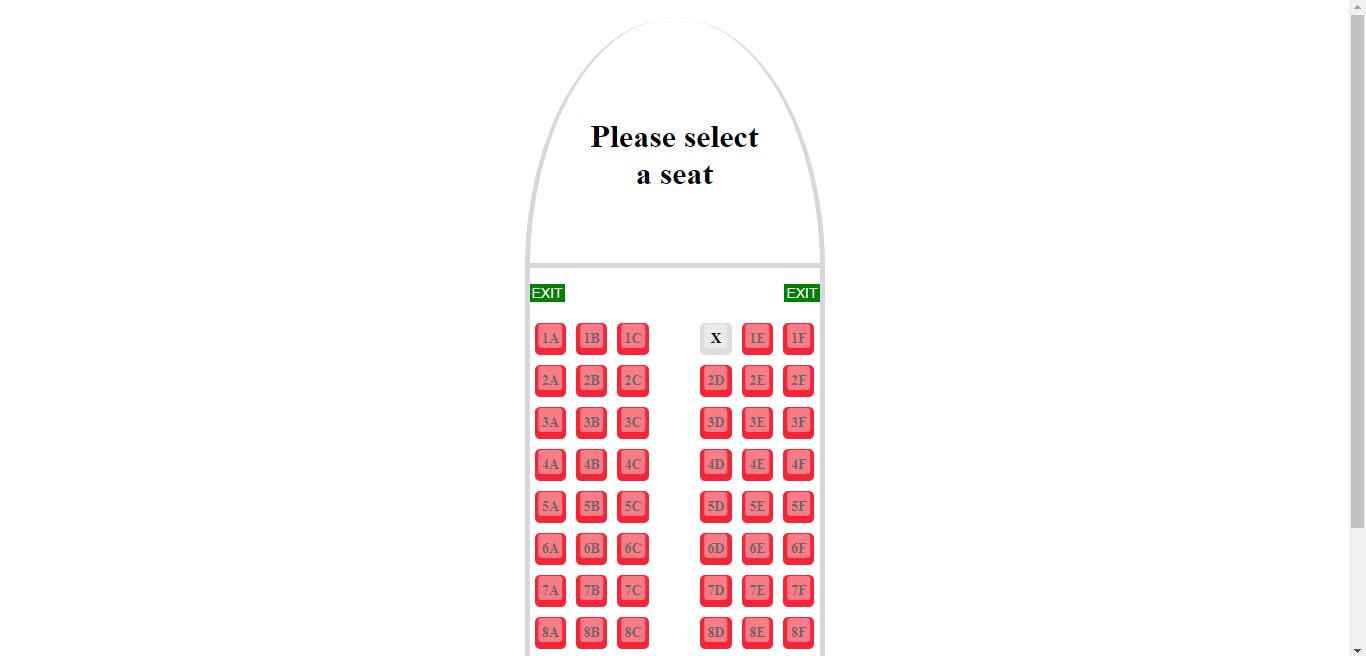 Please select
a seat
EXIT EXIT
1A 1B 1C X 1E 1F
2A 2B 2C 2D 2E 2F
3A 3B 3C 3D 3E 3F
4A 4B 4C 4D 4E 4F
5A 5B 5C 5D 5E 5F
6A 6B 6C 6D 6E 6F
7A 7B 7C 7D 7E 7F
8A 8B 8C 8D 8E 8F